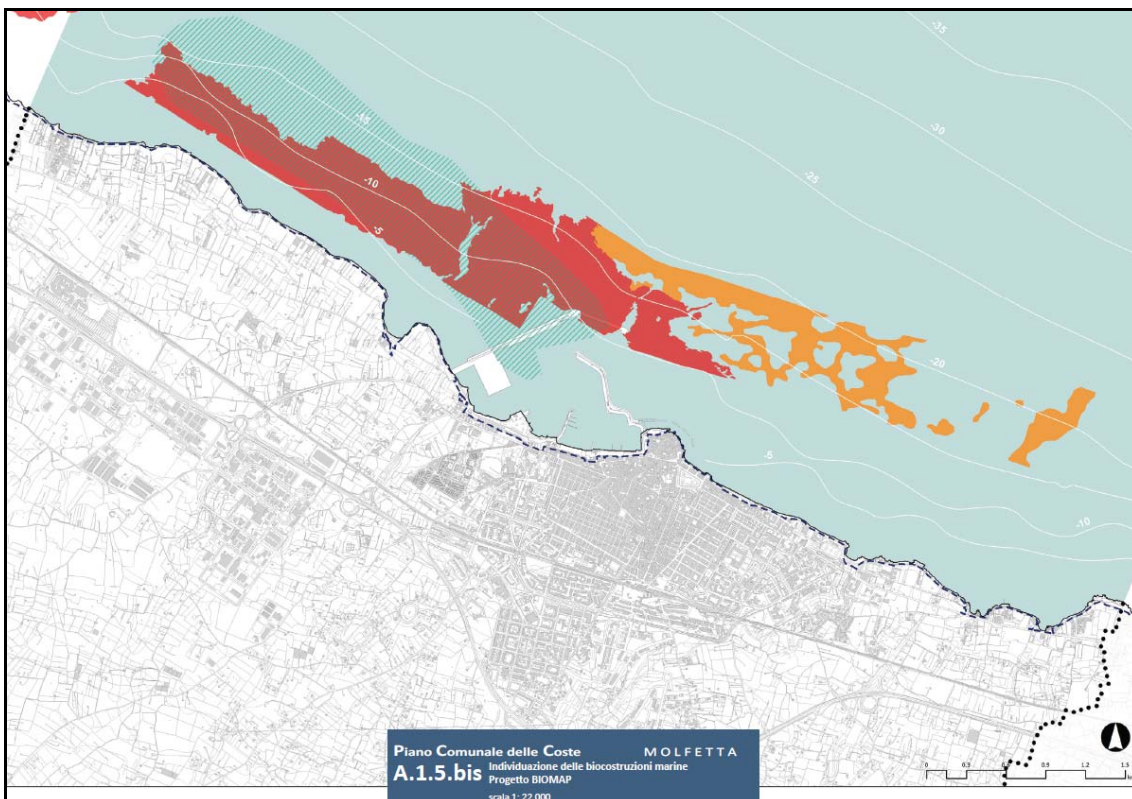 -35
-30
-25
-15
-10
-5
-20
-5
-10
Piano Comunale delle Coste MOLFETTA
A.1.5.bis Individuazione delle biocostruzioni marine
Progetto BIOMAP
scala 1: 22.000
0 0.3 0.9 1.2 1.5